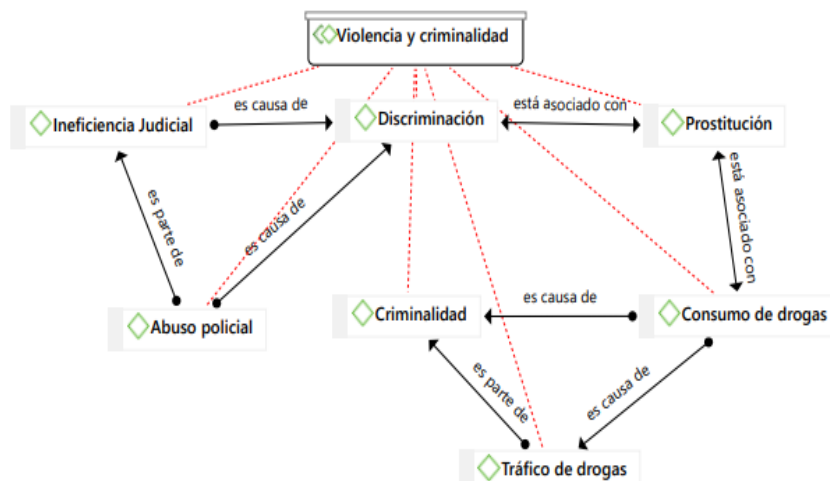 Violencia y criminalidad
es causa de
está asociado con
Ineficiencia Judicial
Discriminación
Prostitución
es parte de
es causa de
está asociado con
Abuso policial
Criminalidad
es causa de
Consumo de drogas
es parte de
es causa de
Tráfico de drogas